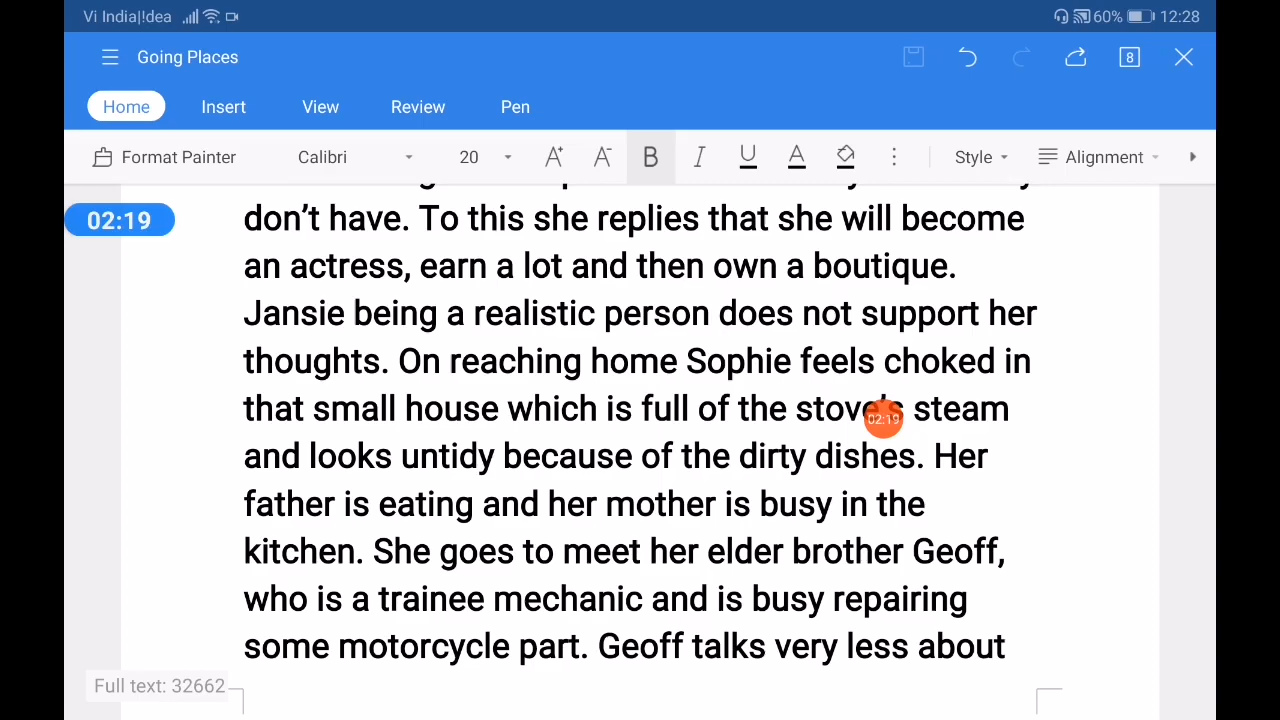 Vi India|!dea 60% 12:28
Going Places 8
Home Insert View Review Pen
Format Painter Calibri 20 A+ A- B I U A Style Alignment
02:19
don't have. To this she replies that she will become
an actress, earn a lot and then own a boutique.
Jansie being a realistic person does not support her
thoughts. On reaching home Sophie feels choked in
that small house which is full of the stove's steam
02:19
and looks untidy because of the dirty dishes. Her
father is eating and her mother is busy in the
kitchen. She goes to meet her elder brother Geoff,
who is a trainee mechanic and is busy repairing
some motorcycle part. Geoff talks very less about
Full text: 32662